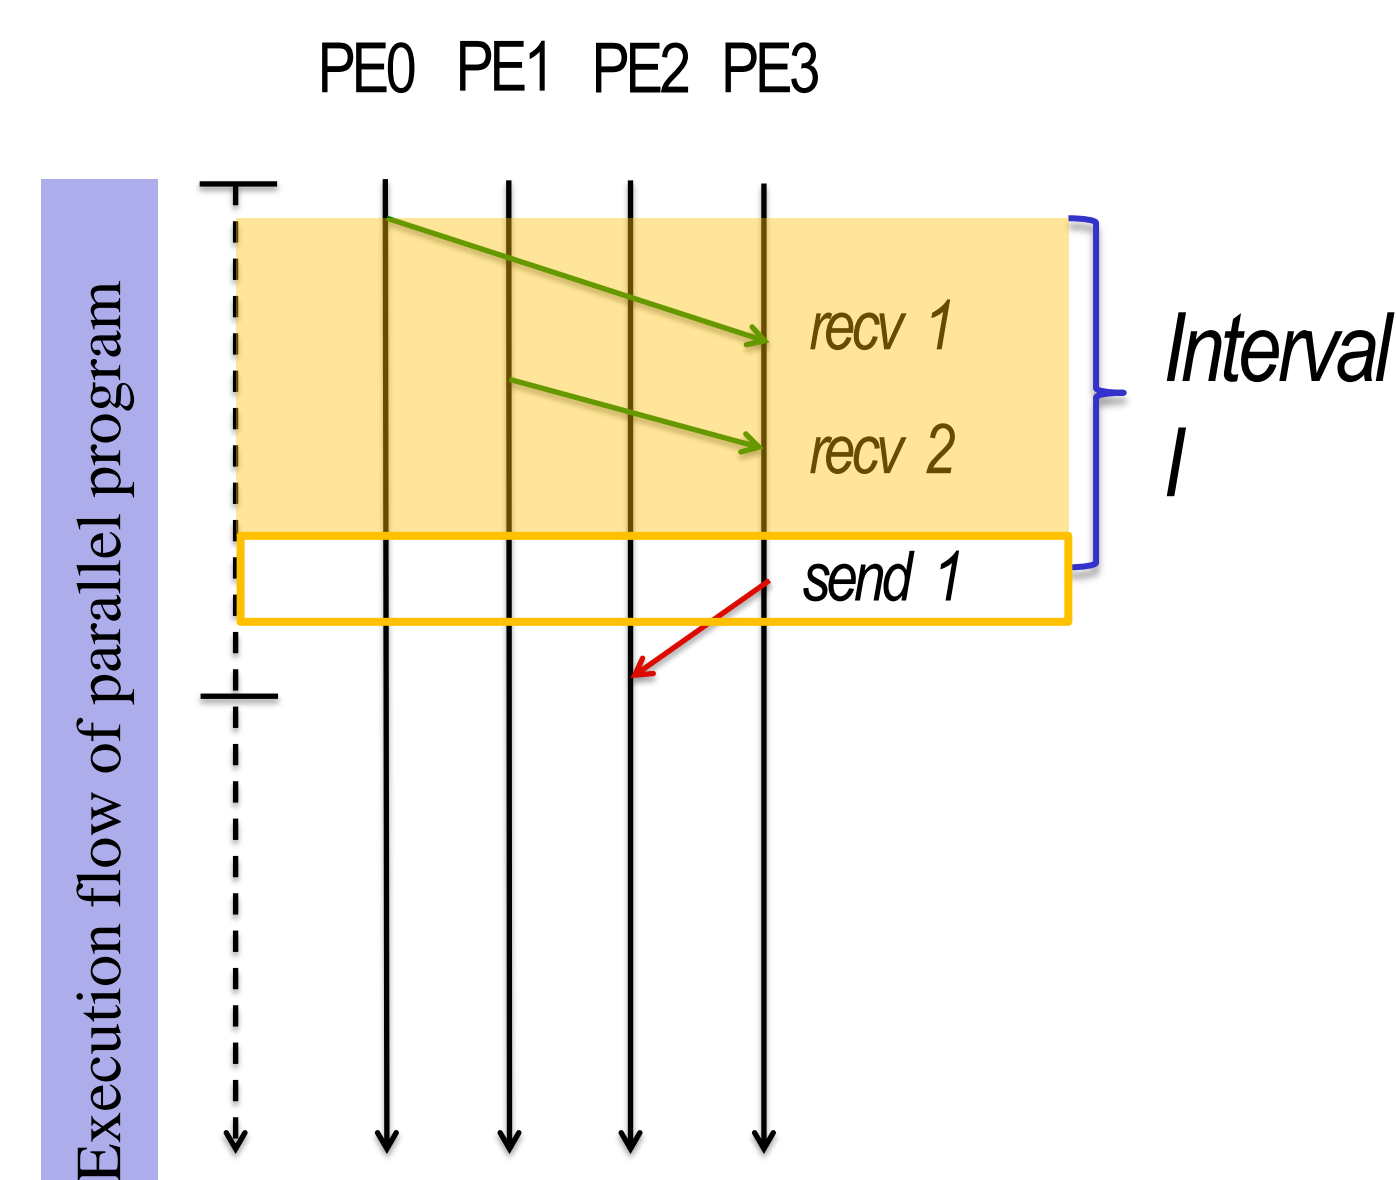 PE0 PE1 PE2 PE3
Execution flow of parallel program
recv 1
recv 2
send 1
Interval
I